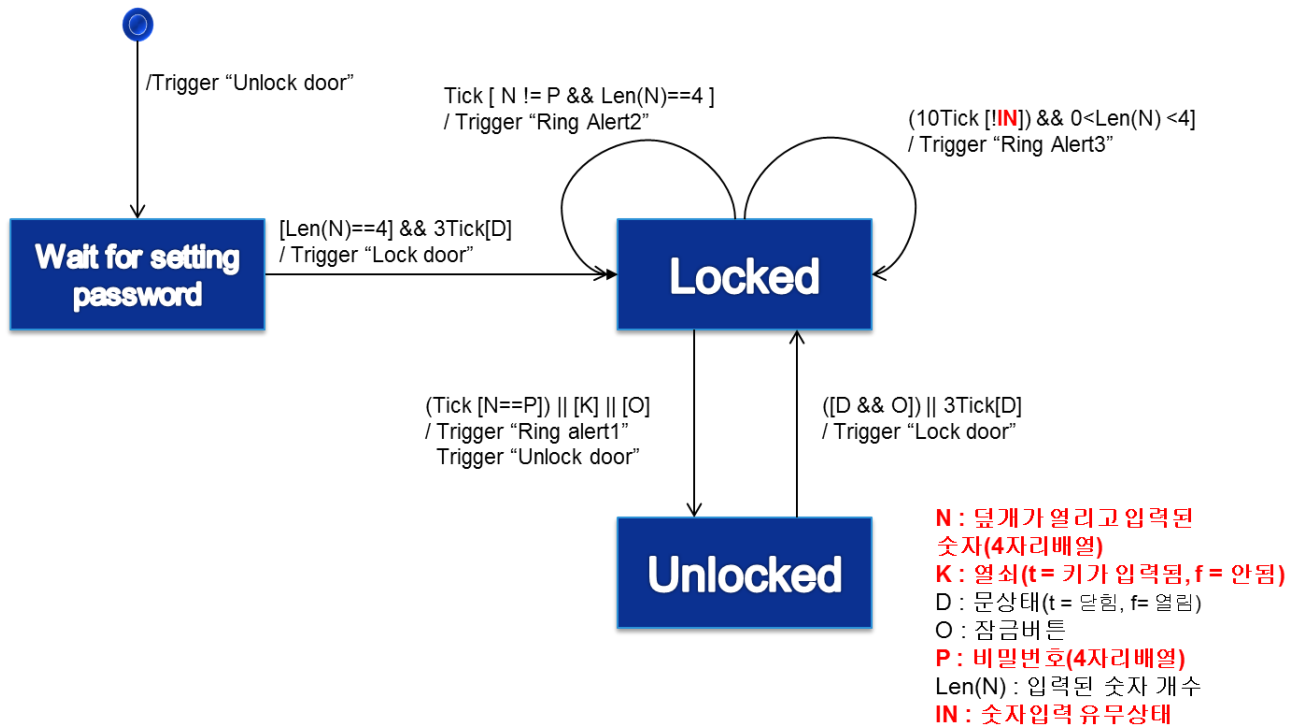 /Trigger “Unlock door”
Tick [ N != P && Len(N)==4 ]
/ Trigger “Ring Alert2”
(10Tick [!IN]) && 0<Len(N) <4]
/ Trigger “Ring Alert3”
[Len(N)==4] && 3Tick[D]
/ Trigger “Lock door”
Wait for setting
password
Locked
(Tick [N==P]) || [K] || [O]
/ Trigger “Ring alert1”
Trigger “Unlock door”
([D && O]) || 3Tick[D]
/ Trigger “Lock door”
Unlocked
N : 덮개가 열리고 입력된
숫자(4자리배열)
K : 열쇠(t = 키가 입력됨, f = 안됨)
D : 문상태(t = 닫힘, f= 열림)
O : 잠금버튼
P : 비밀번호(4자리배열)
Len(N) : 입력된 숫자 개수
IN : 숫자입력 유무상태